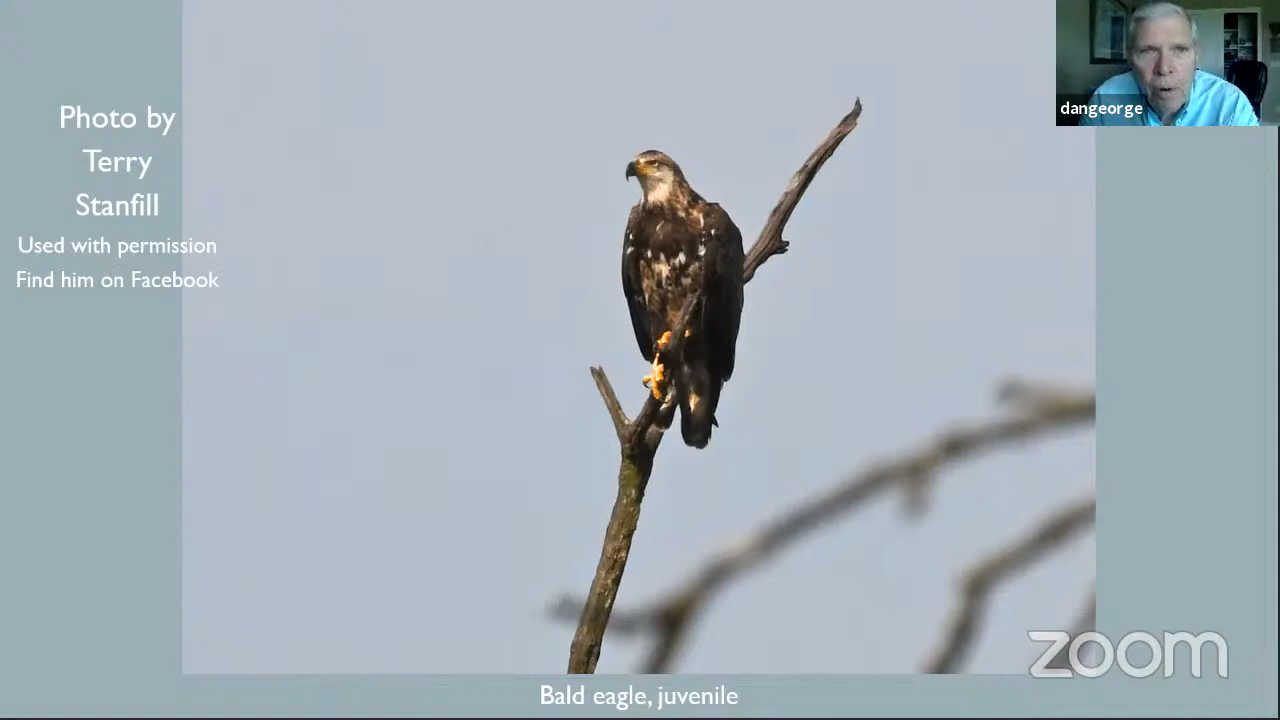 Photo by
Terry
Stanfill
Used with permission
Find him on Facebook
dangeorge
zoom
Bald eagle, juvenile